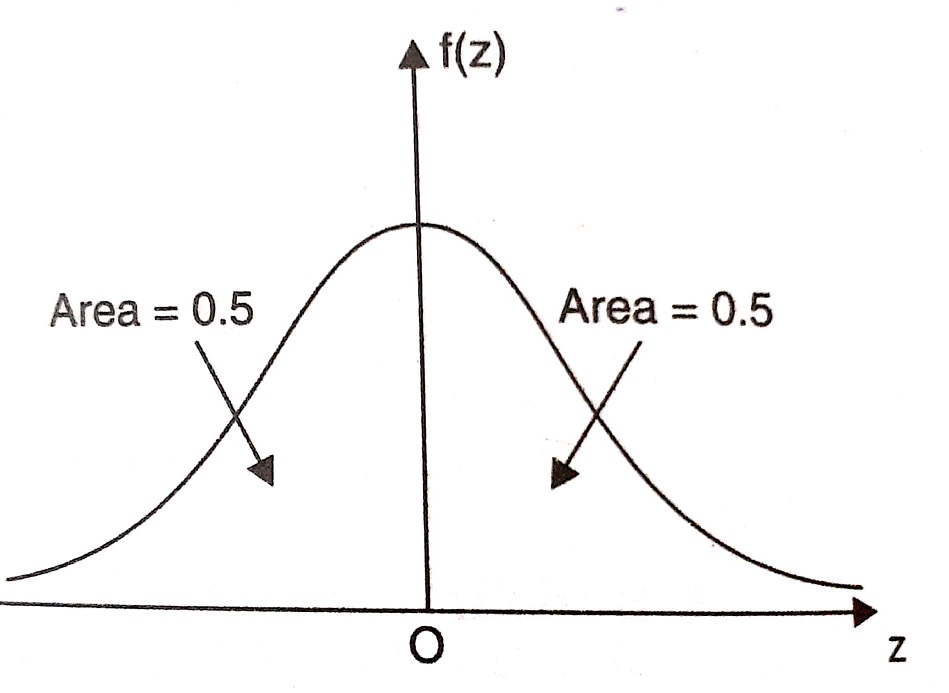 f(z)
Area = 0.5
Area = 0.5
O
z